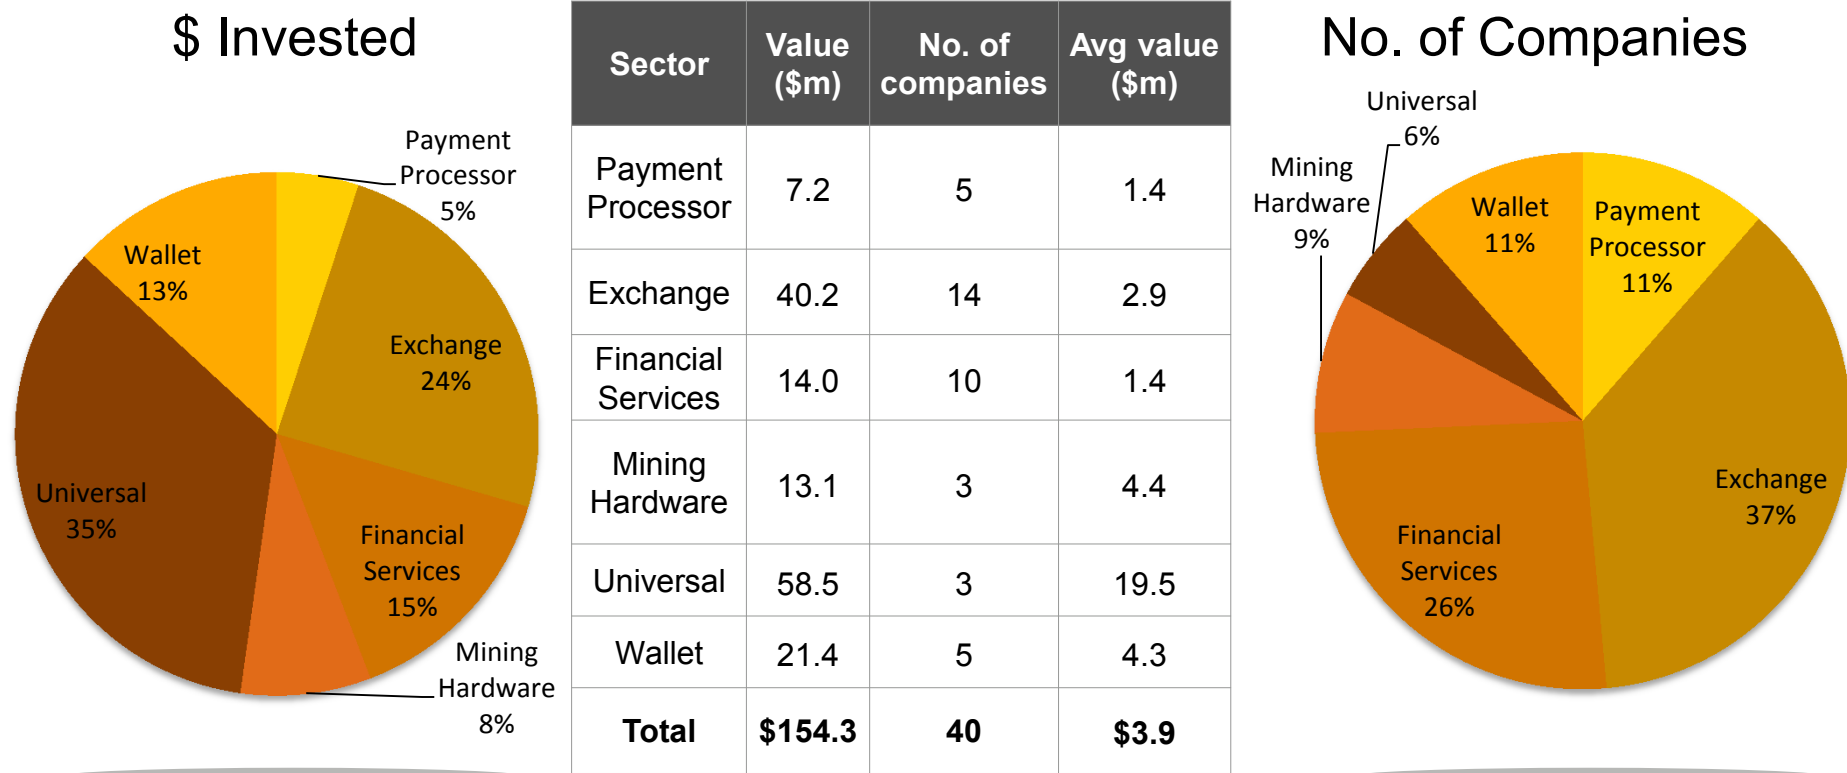 $ Invested
Payment
Processor
5%
Wallet
13%
Exchange
24%
Universal
35%
Financial
Services
15%
Mining
Hardware
8%
Sector
Value
($m)
No. of
companies
Avg value
($m)
Payment
Processor
7.2
5
1.4
Exchange
40.2
14
2.9
Financial
Services
14.0
10
1.4
Mining
Hardware
13.1
3
4.4
Universal
58.5
3
19.5
Wallet
21.4
5
4.3
Total
$154.3
40
$3.9
No. of Companies
Universal
6%
Mining
Hardware
9%
Wallet
11%
Payment
Processor
11%
Exchange
37%
Financial
Services
26%